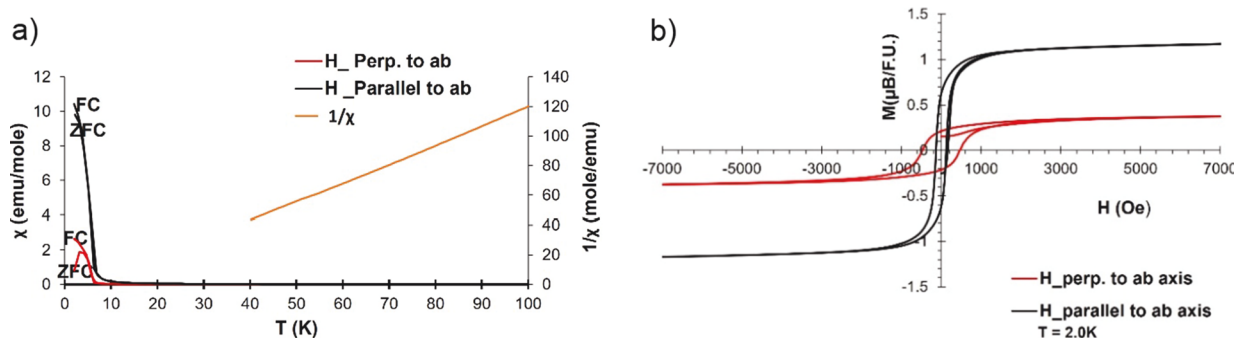 a)
H_ Perp. to ab
H _Parallel to ab
1/χ
χ (emu/mole)
12
10
8
6
4
2
0
FC
ZFC
FC
ZFC
140
120
100
80
60
40
20
0
1/χ (mole/emu)
0 10 20 30 40 50 60 70 80 90 100
T (K)
b)
M(µB/F.U.)
1.5
1
0.5
0
-1
-1.5
-7000 -5000 -3000 -1000 1000 3000 5000 7000
H (Oe)
H_perp. to ab axis
H_parallel to ab axis
T = 2.0K